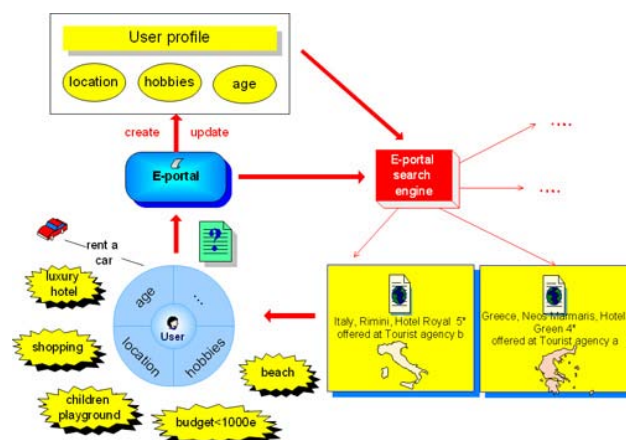 User profile
location
hobbies
age
create
update
E-portal
E-portal
search
engine
....
....
?
rent a
car
luxury
hotel
shopping
children
playground
budget<1000e
beach
age
...
User
location
hobbies
Italy, Rimini, Hotel Royal 5*
offered at Tourist agency b
Greece, Neos Marmaris, Hotel
Green 4*
offered at Tourist agency a